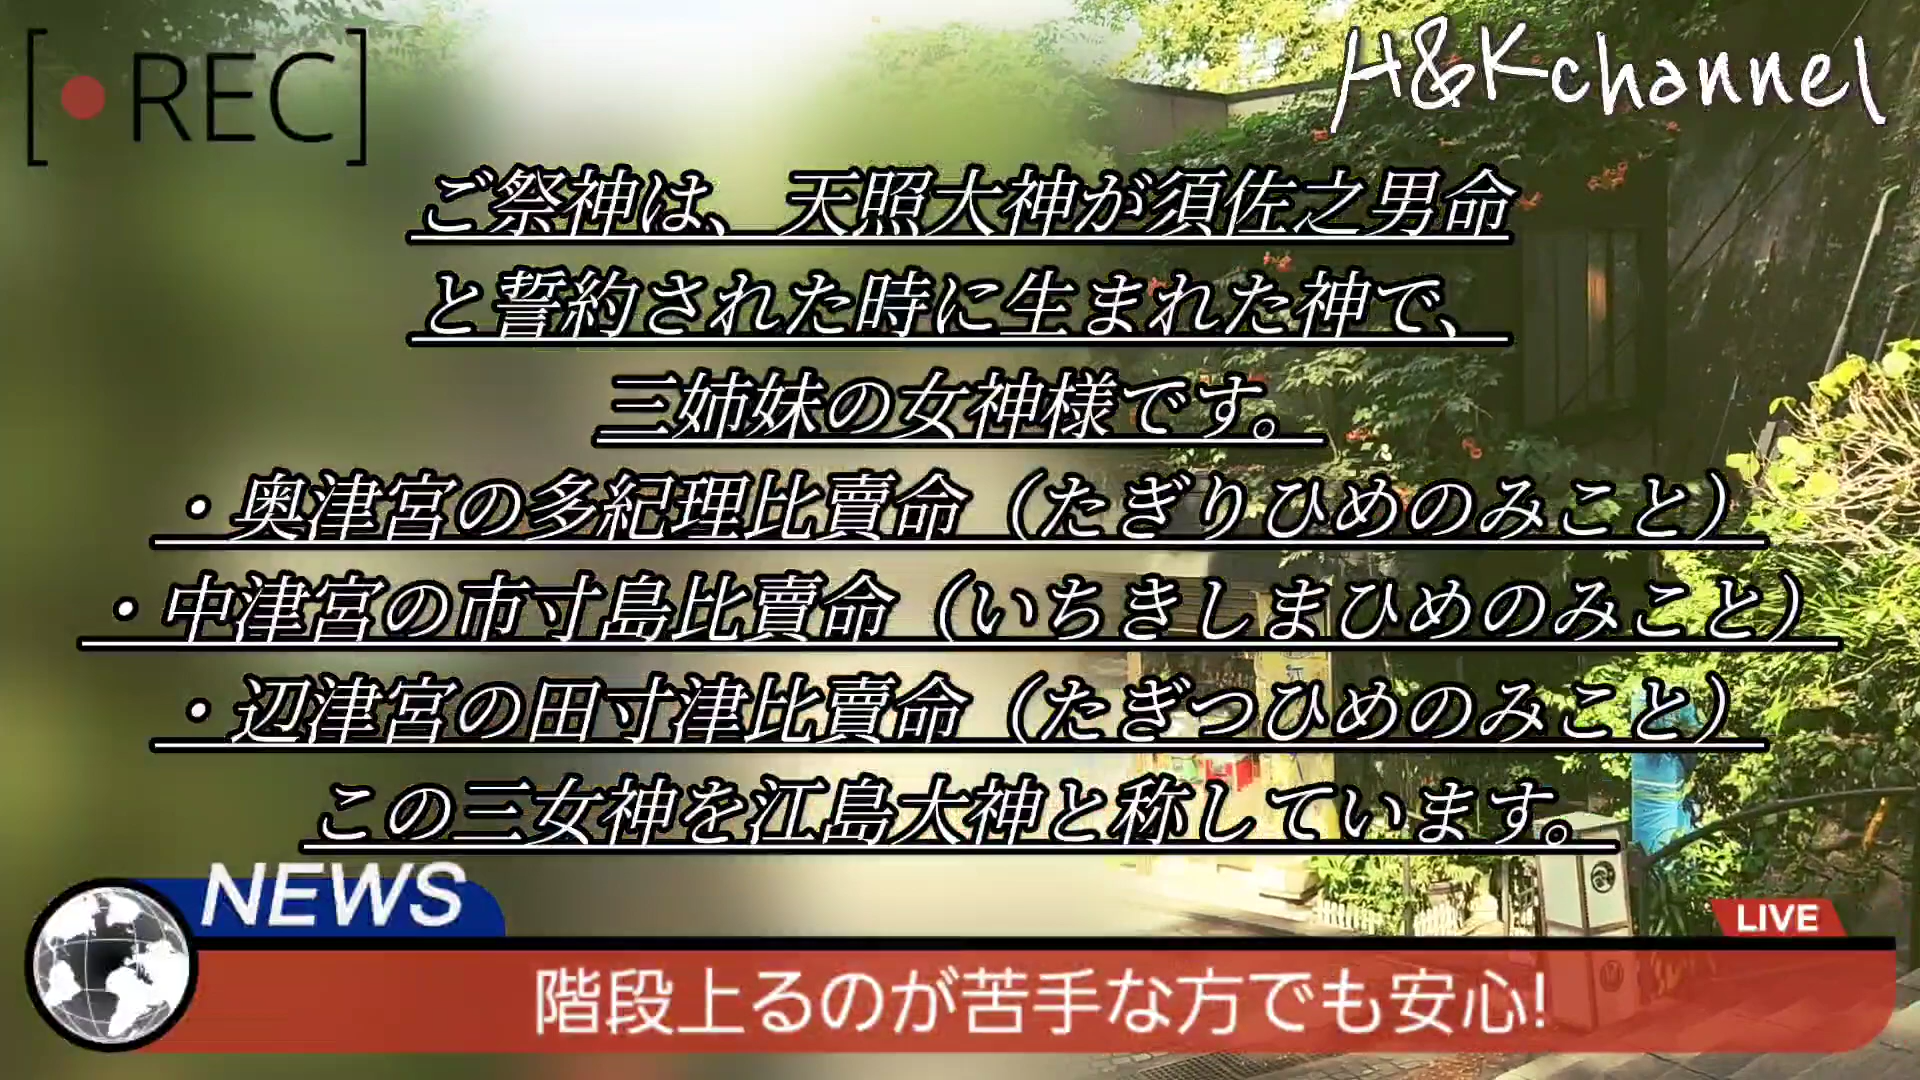 [•REC]
H&Kchannel
ご祭神は、天照大神が須佐之男命
と誓約された時に生まれた神で、
三姉妹の女神様です。
・奥津宮の多紀理比賣命（たぎりひめのみこと）
・中津宮の市寸島比賣命（いちきしまひめのみこと）
・辺津宮の田寸津比賣命（たぎつひめのみこと）
この三女神を江島大神と称しています。
NEWS
LIVE
階段上るのが苦手な方でも安心!